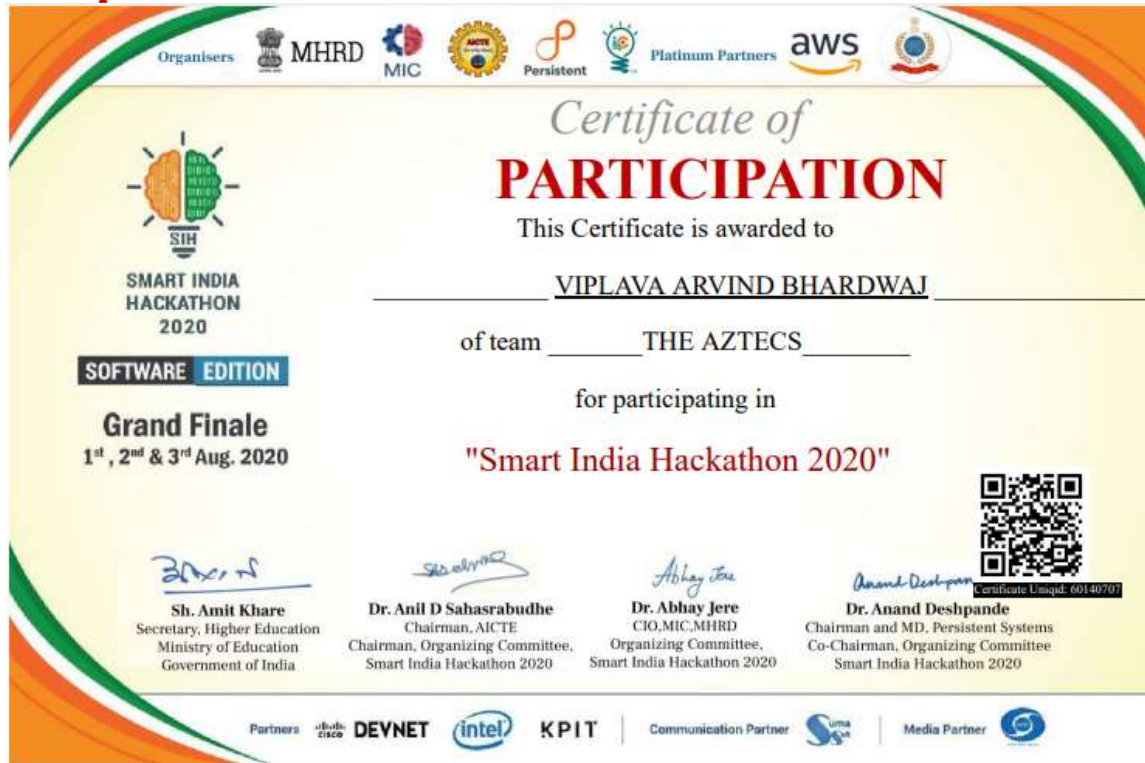 Organisers MHRD MIC AICTE Persistent Platinum Partners aws
Certificate of
PARTICIPATION
This Certificate is awarded to
VIPLAVA ARVIND BHARDWAJ
of team THE AZTECS
for participating in
"Smart India Hackathon 2020"
SIH
SMART INDIA
HACKATHON
2020
SOFTWARE EDITION
Grand Finale
1st , 2nd & 3rd Aug. 2020
Certificate Uniqid: 60140707
Abhay Jere
Sh. Amit Khare
Secretary, Higher Education
Ministry of Education
Government of India
Dr. Anil D Sahasrabudhe
Chairman, AICTE
Chairman, Organizing Committee,
Smart India Hackathon 2020
Dr. Abhay Jere
CIO,MIC,MHRD
Organizing Committee,
Smart India Hackathon 2020
Dr. Anand Deshpande
Chairman and MD, Persistent Systems
Co-Chairman, Organizing Committee
Smart India Hackathon 2020
Partners cisco DEVNET intel KPIT Communication Partner Media Partner